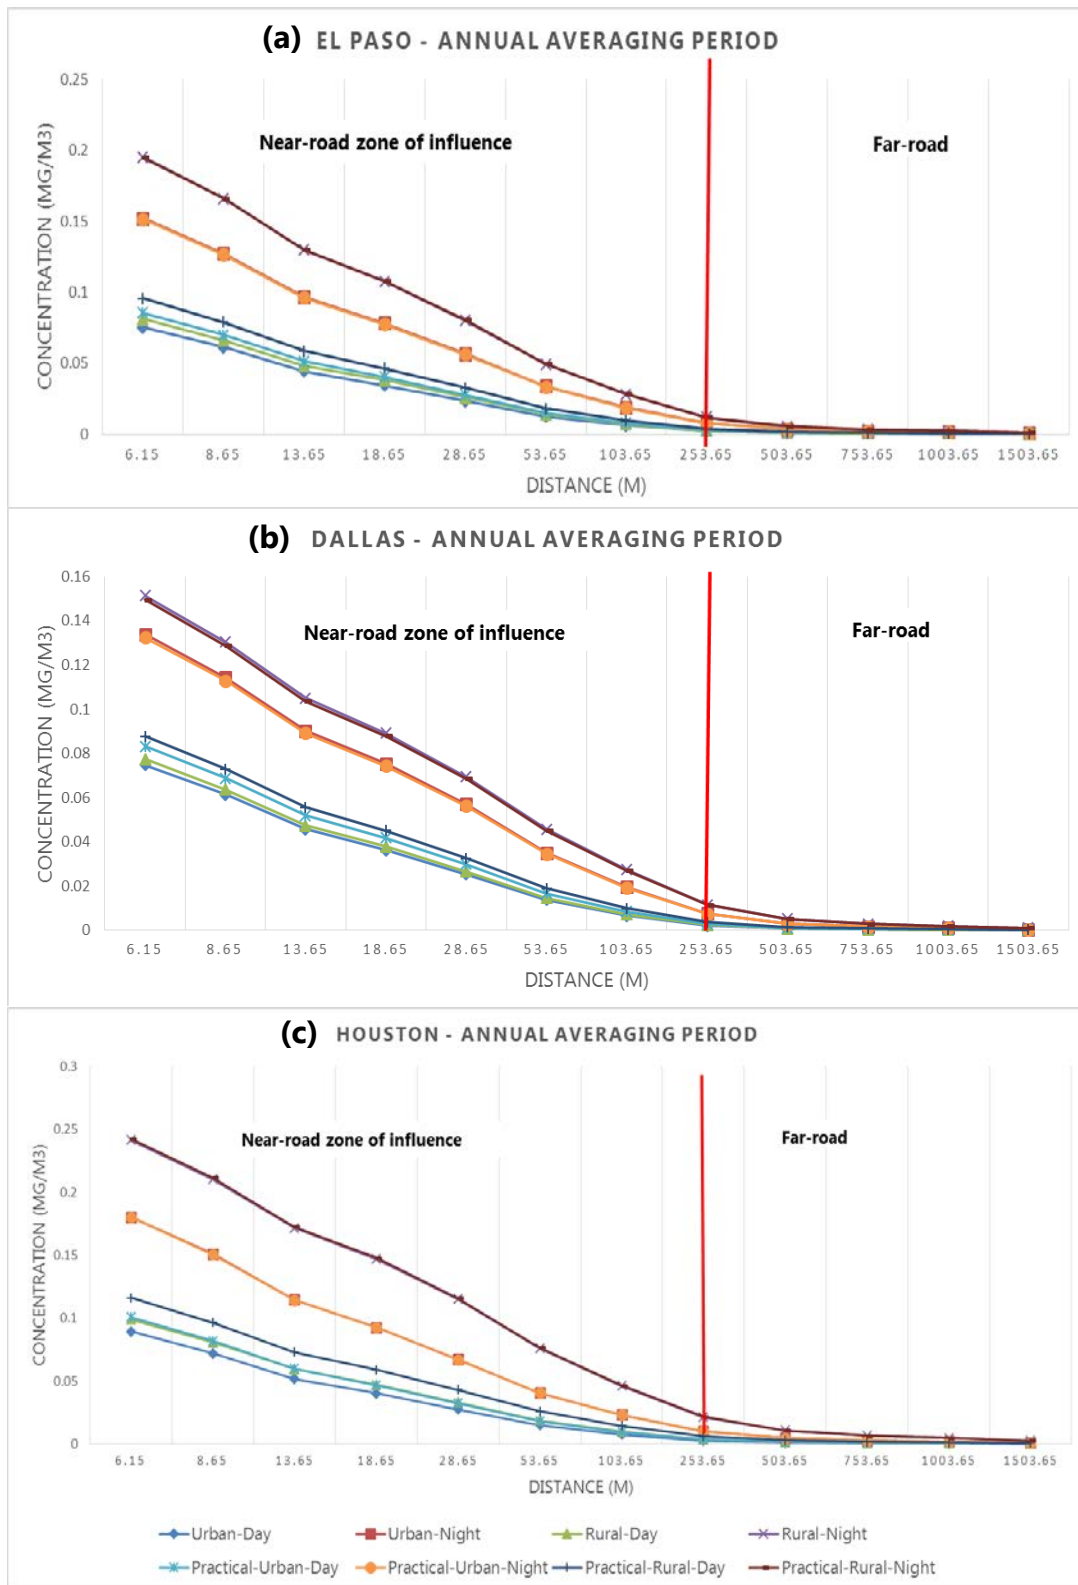 (a) EL PASO - ANNUAL AVERAGING PERIOD
0.25
0.2
0.15
0.1
0.05
0
CONCENTRATION (MG/M3)
Near-road zone of influence
Far-road
6.15 8.65 13.65 18.65 28.65 53.65 103.65 253.65 503.65 753.65 1003.65 1503.65
DISTANCE (M)
(b) DALLAS - ANNUAL AVERAGING PERIOD
0.16
0.14
0.12
0.1
0.08
0.06
0.04
0.02
0
CONCENTRATION (MG/M3)
Near-road zone of influence
Far-road
6.15 8.65 13.65 18.65 28.65 53.65 103.65 253.65 503.65 753.65 1003.65 1503.65
DISTANCE (M)
(c) HOUSTON - ANNUAL AVERAGING PERIOD
0.3
0.25
0.2
0.15
0.1
0.05
0
CONCENTRATION (MG/M3)
Near-road zone of influence
Far-road
6.15 8.65 13.65 18.65 28.65 53.65 103.65 253.65 503.65 753.65 1003.65 1503.65
DISTANCE (M)
Urban-Day Urban-Night Rural-Day Rural-Night
Practical-Urban-Day Practical-Urban-Night Practical-Rural-Day Practical-Rural-Night